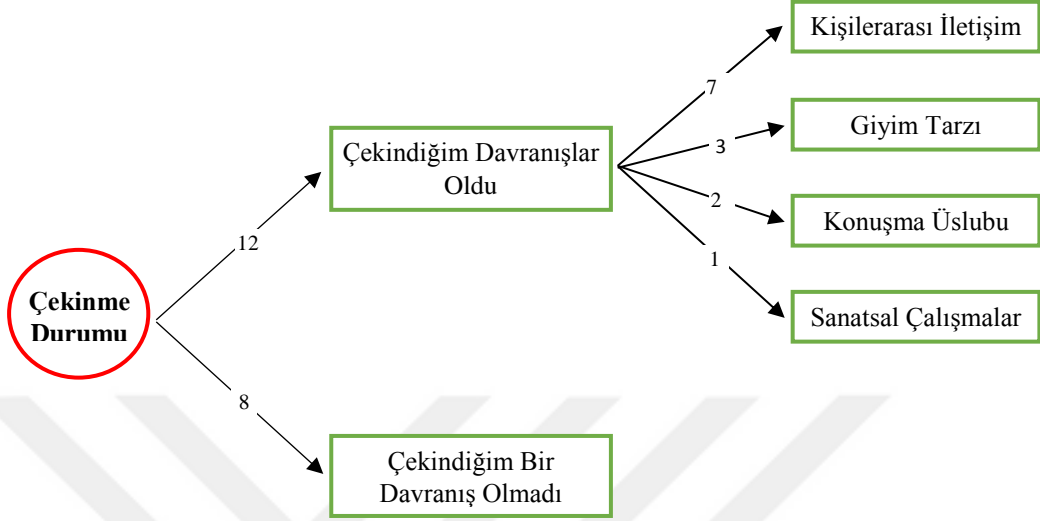 Kişilerarası İletişim
7
Giyim Tarzı
3
Çekindiğim Davranışlar
Oldu
2
Konuşma Üslubu
12
1
Çekinme
Durumu
Sanatsal Çalışmalar
8
Çekindiğim Bir
Davranış Olmadı